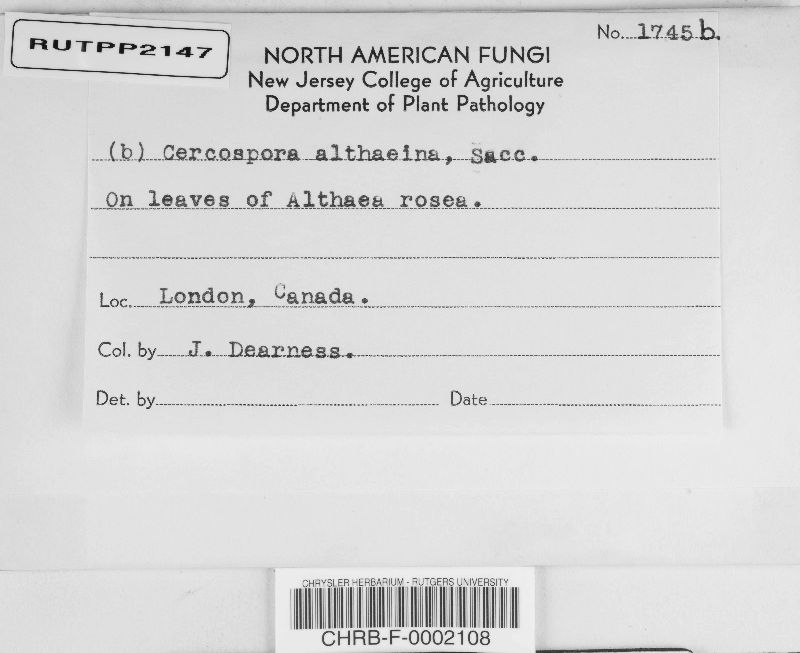 RUTPP2147
No. 1745 b.
NORTH AMERICAN FUNGI
New Jersey College of Agriculture
Department of Plant Pathology
(b) Cercospora althaeina, Sacc.
On leaves of Althaea rosea.
Loc. London, Canada.
Col. by J. Dearness.
Det. by
Date
CHRYSLER HERBARIUM - RUTGERS UNIVERSITY
CHRB-F-0002108